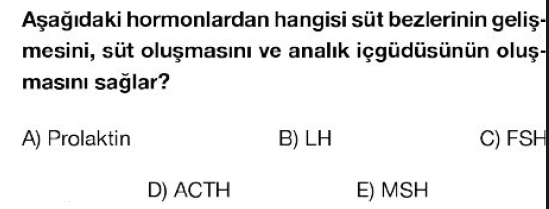 Aşağıdaki hormonlardan hangisi süt bezlerinin geliş-
mesini, süt oluşmasını ve analık içgüdüsünün oluş-
masını sağlar?
A) Prolaktin B) LH C) FSH
D) ACTH E) MSH